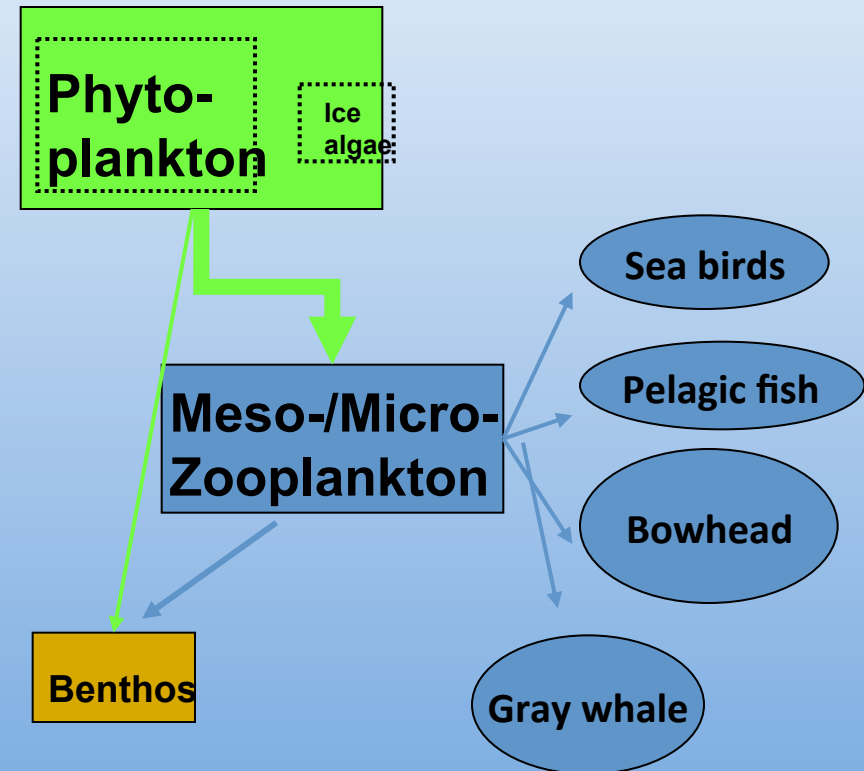 Phyto-
plankton
Ice
algae
Sea birds
Pelagic fish
Meso-/Micro-
Zooplankton
Bowhead
Benthos
Gray whale